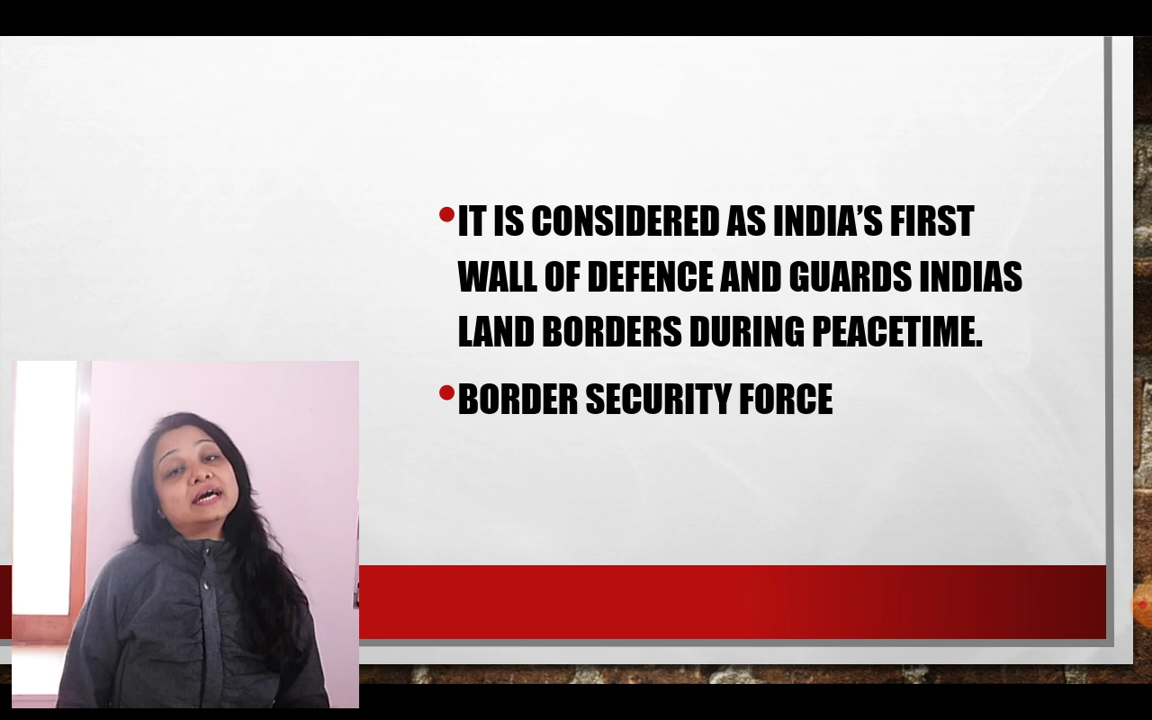 IT IS CONSIDERED AS INDIA’S FIRST
WALL OF DEFENCE AND GUARDS INDIAS
LAND BORDERS DURING PEACETIME.
BORDER SECURITY FORCE